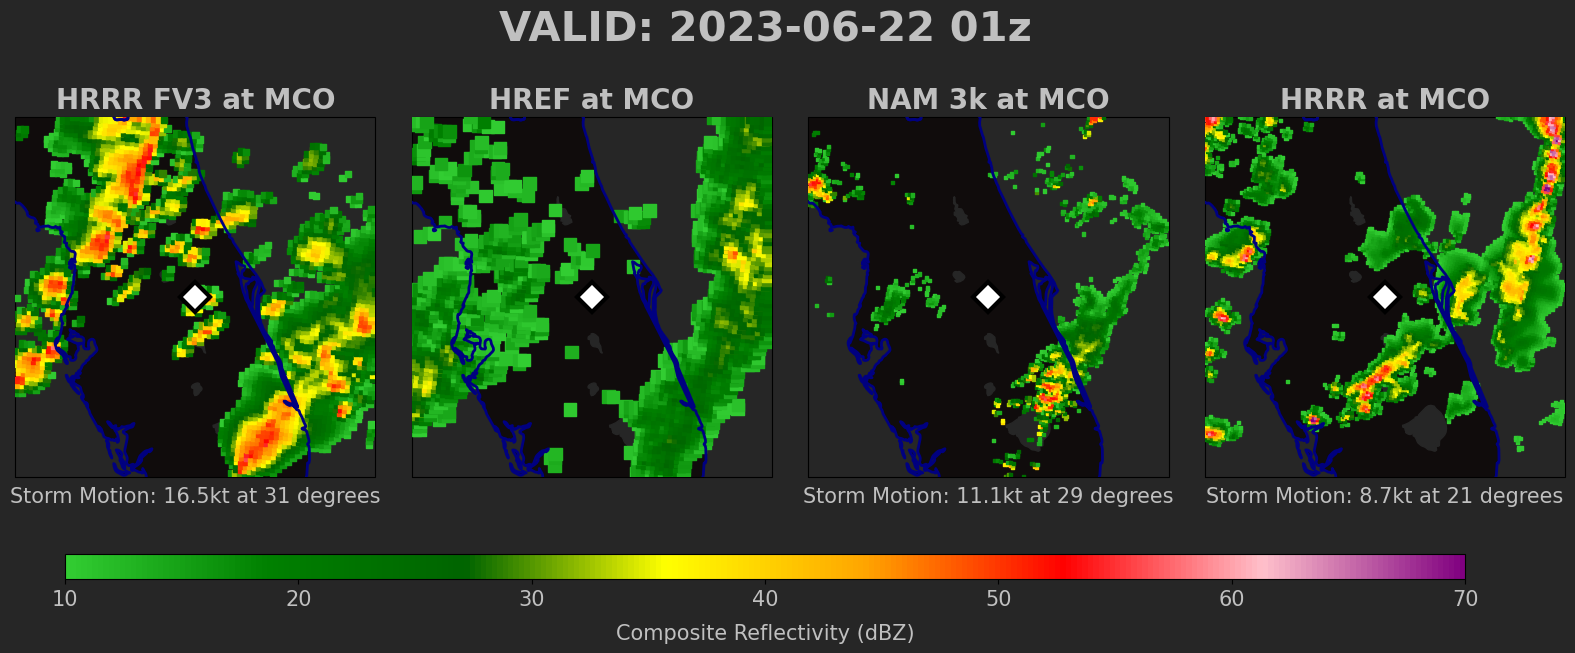 VALID: 2023-06-22 01z
HRRR FV3 at MCO
HREF at MCO
NAM 3k at MCO
HRRR at MCO
Storm Motion: 16.5kt at 31 degrees
Storm Motion: 11.1kt at 29 degrees
Storm Motion: 8.7kt at 21 degrees
10 20 30 40 50 60 70
Composite Reflectivity (dBZ)